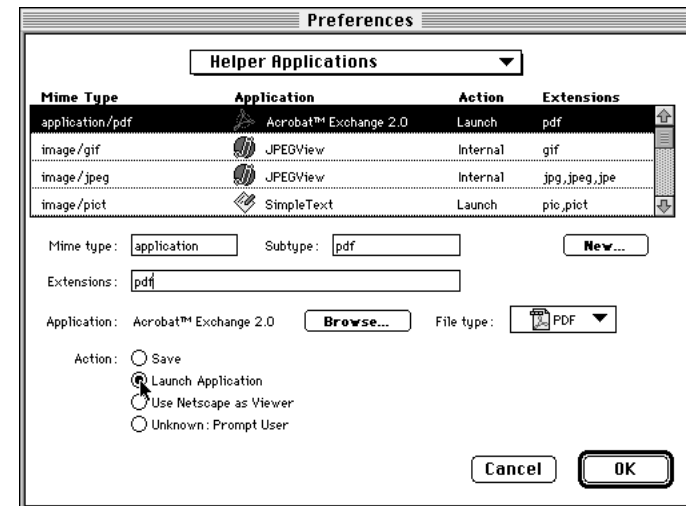 Preferences
Helper Applications
Mime Type Application Action Extensions
application/pdf Acrobat™ Exchange 2.0 Launch pdf
image/gif JPEGView Internal gif
image/jpeg JPEGView Internal jpg,jpeg,jpe
image/pict SimpleText Launch pic,pict
Mime type: application Subtype: pdf New...
Extensions: pdf
Application: Acrobat™ Exchange 2.0 Browse... File type: PDF
Action: Save
Launch Application
Use Netscape as Viewer
Unknown: Prompt User
Cancel OK